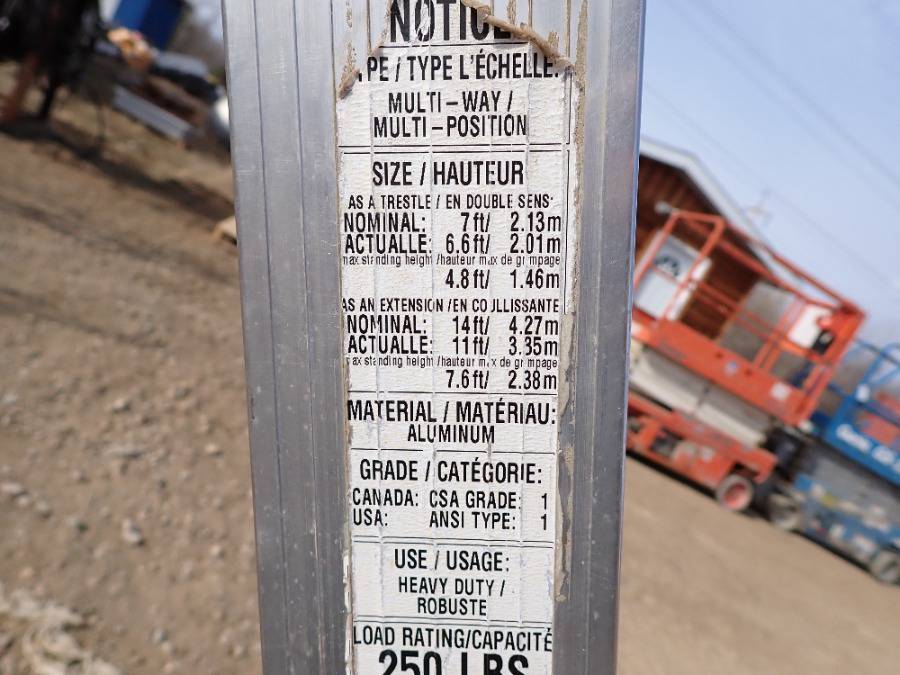 NOTICE
PE / TYPE L'ÉCHELLE:
MULTI-WAY /
MULTI-POSITION
SIZE / HAUTEUR
AS A TRESTLE / EN DOUBLE SENS
NOMINAL: 7 ft/ 2.13m
ACTUALLE: 6.6 ft/ 2.01m
max standing height /hauteur max de grimpage
4.8 ft/ 1.46m
AS AN EXTENSION /EN COULLISSANTE
NOMINAL: 14 ft/ 4.27m
ACTUALLE: 11 ft/ 3.35m
max standing height /hauteur max de grimpage
7.6 ft/ 2.38m
MATERIAL / MATÉRIAU:
ALUMINUM
GRADE / CATÉGORIE:
CANADA: CSA GRADE: 1
USA: ANSI TYPE: 1
USE / USAGE:
HEAVY DUTY /
ROBUSTE
LOAD RATING/CAPACITÉ
250 LBS